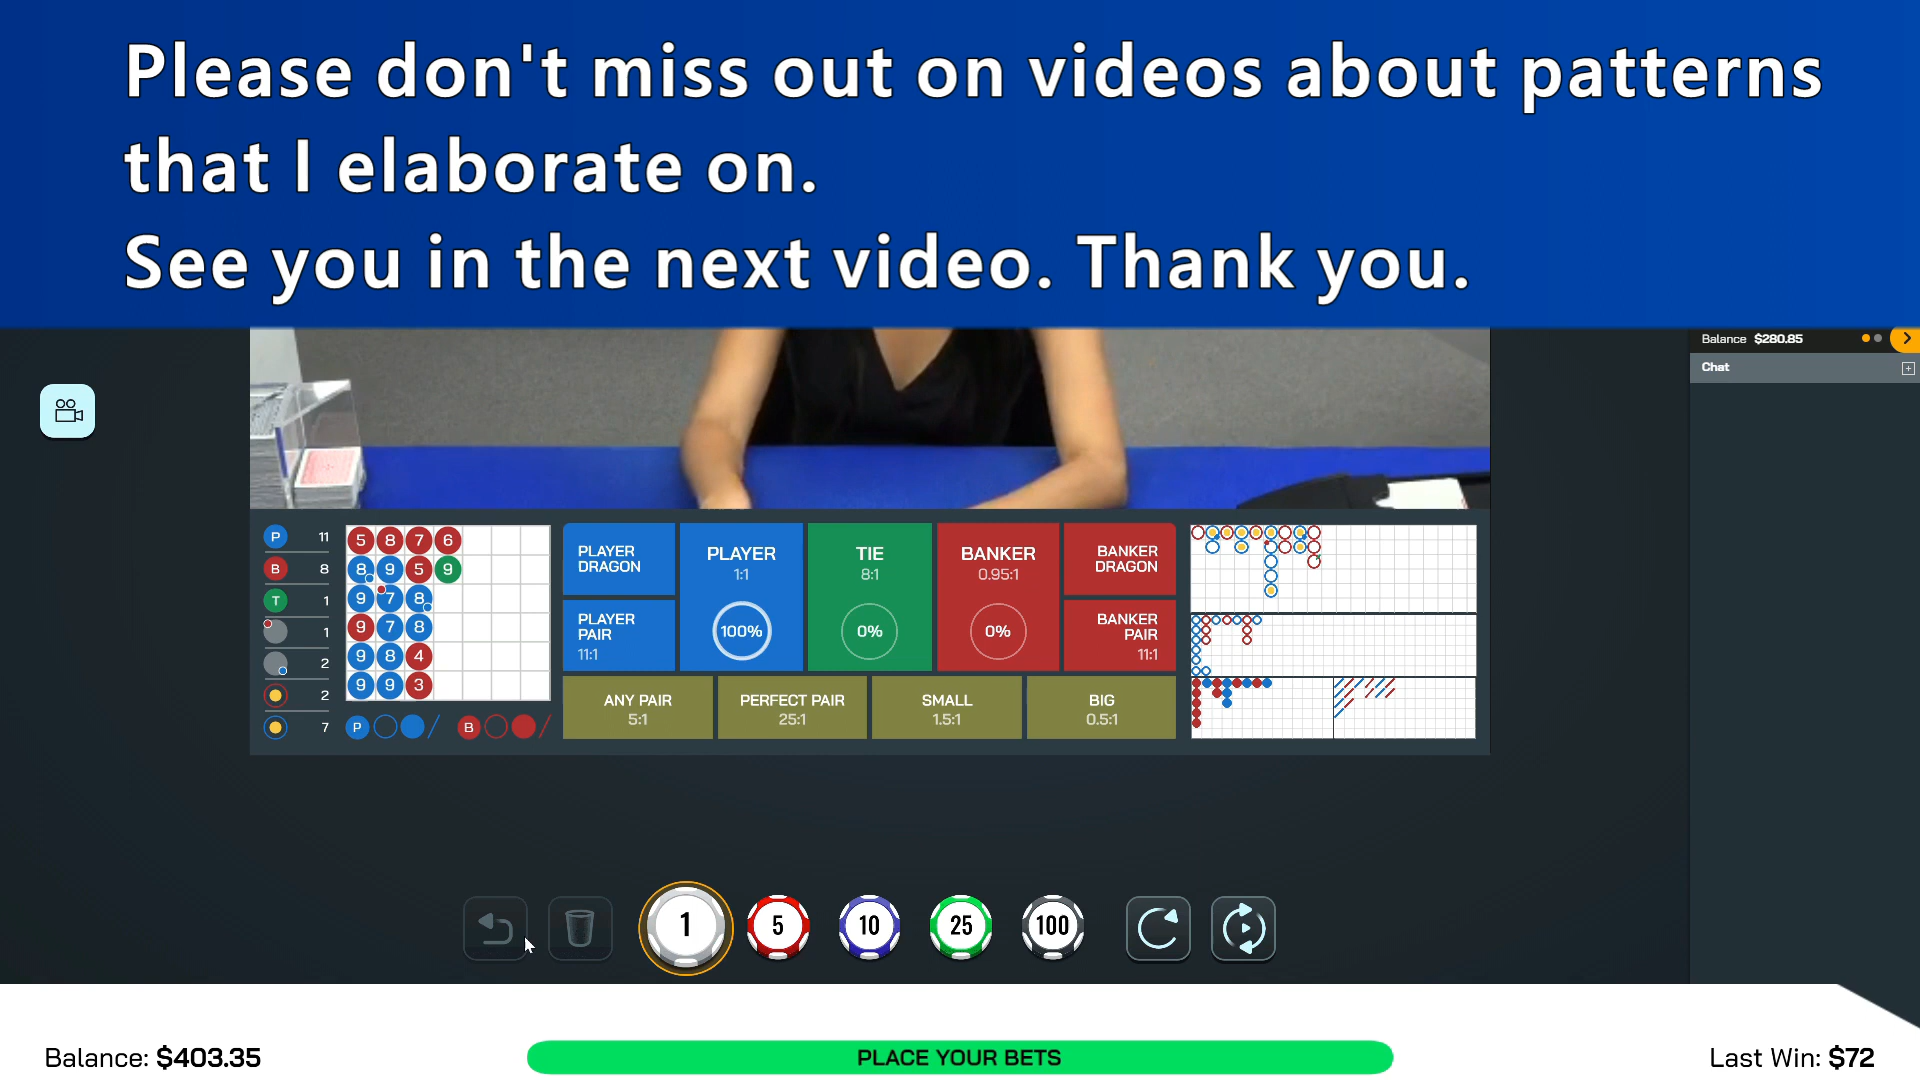 Please don't miss out on videos about patterns
that I elaborate on.
See you in the next video. Thank you.
Balance $280.85
Chat
P 11
B 8
T 1
1
2
2
7
5 8 7 6
8 9 5 9
9 7 8
9 7 8
9 8 4
9 9 3
P B
PLAYER
DRAGON
PLAYER
1:1
100%
TIE
8:1
0%
BANKER
0.95:1
0%
BANKER
DRAGON
PLAYER
PAIR
11:1
BANKER
PAIR
11:1
ANY PAIR
5:1
PERFECT PAIR
25:1
SMALL
1.5:1
BIG
0.5:1
1 5 10 25 100
Balance: $403.35
PLACE YOUR BETS
Last Win: $72